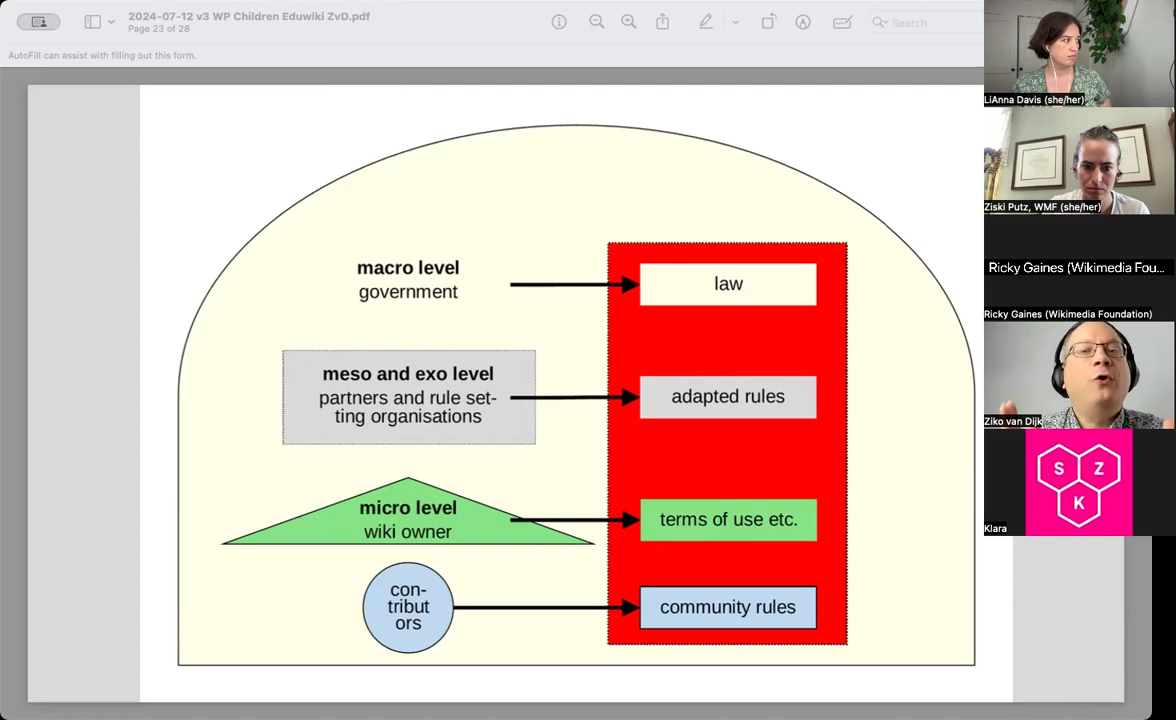 2024-07-12 v3 WP Children Eduwiki ZvD.pdf
Page 23 of 28
Search
AutoFill can assist with filling out this form.
macro level
government
law
meso and exo level
partners and rule set-
ting organisations
adapted rules
micro level
wiki owner
terms of use etc.
con-
tribut
ors
community rules
LiAnna Davis (she/her)
Ziski Putz, WMF (she/her)
Ricky Gaines (Wikimedia Fou...
Ricky Gaines (Wikimedia Foundation)
Ziko van Dijk
S Z
K
Klara